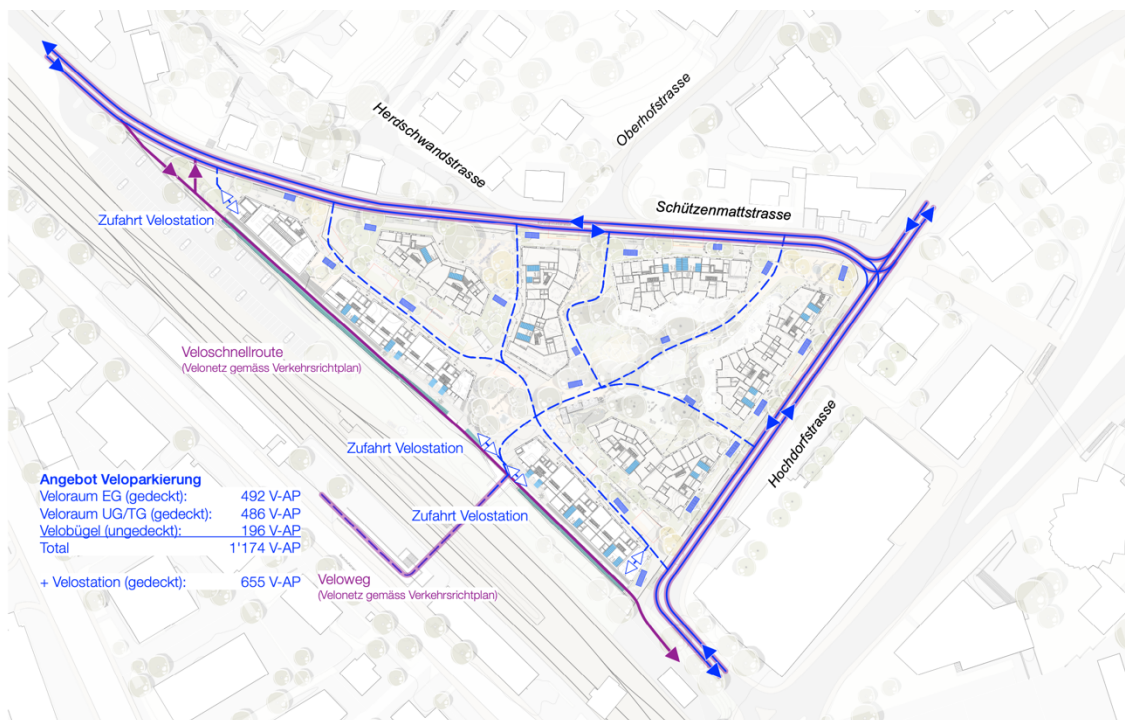 Herdschwandstrasse
Oberhofstrasse
Schützenmattstrasse
Zufahrt Velostation
Veloschnellroute
(Velonetz gemäss Verkehrsrichtplan)
Hochdorfstrasse
Zufahrt Velostation
Zufahrt Velostation
Angebot Veloparkierung
Veloraum EG (gedeckt): 492 V-AP
Veloraum UG/TG (gedeckt): 486 V-AP
Velobügel (ungedeckt): 196 V-AP
Total 1'174 V-AP
+ Velostation (gedeckt): 655 V-AP
Veloweg
(Velonetz gemäss Verkehrsrichtplan)